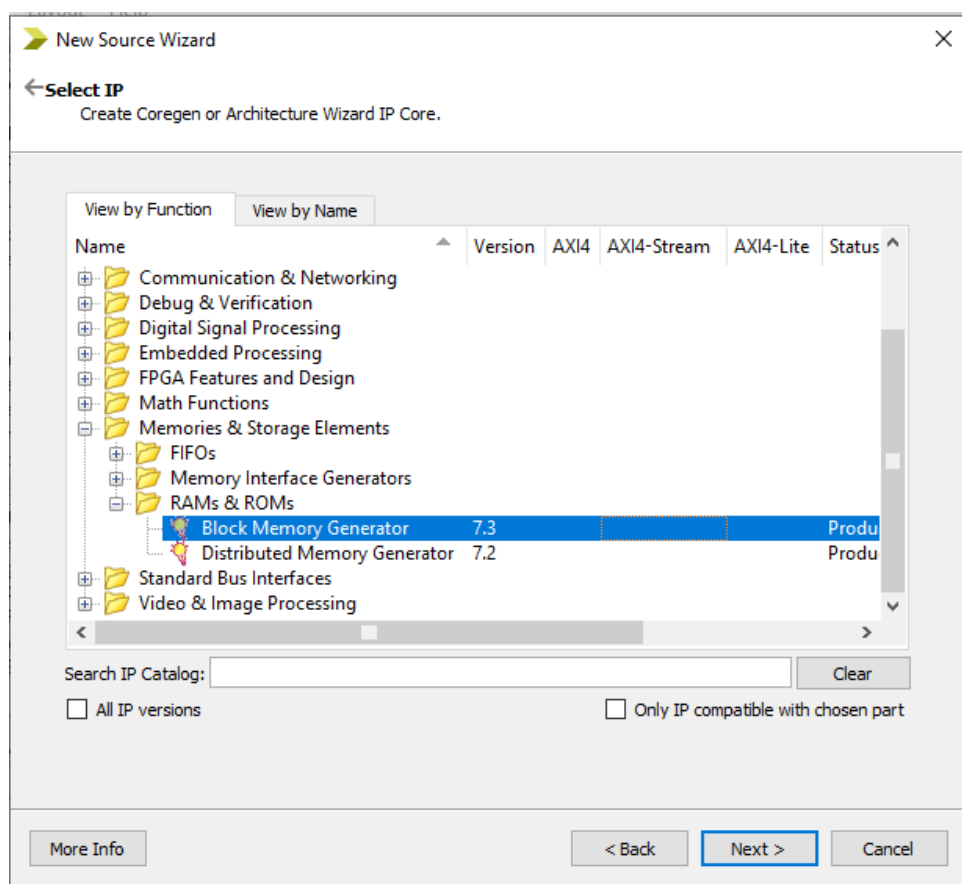 New Source Wizard
Select IP
Create Coregen or Architecture Wizard IP Core.
View by Function View by Name
Name Version AXI4 AXI4-Stream AXI4-Lite Status
Communication & Networking
Debug & Verification
Digital Signal Processing
Embedded Processing
FPGA Features and Design
Math Functions
Memories & Storage Elements
FIFOs
Memory Interface Generators
RAMs & ROMs
Block Memory Generator 7.3 Produ
Distributed Memory Generator 7.2 Produ
Standard Bus Interfaces
Video & Image Processing
Search IP Catalog: Clear
All IP versions Only IP compatible with chosen part
More Info < Back Next > Cancel